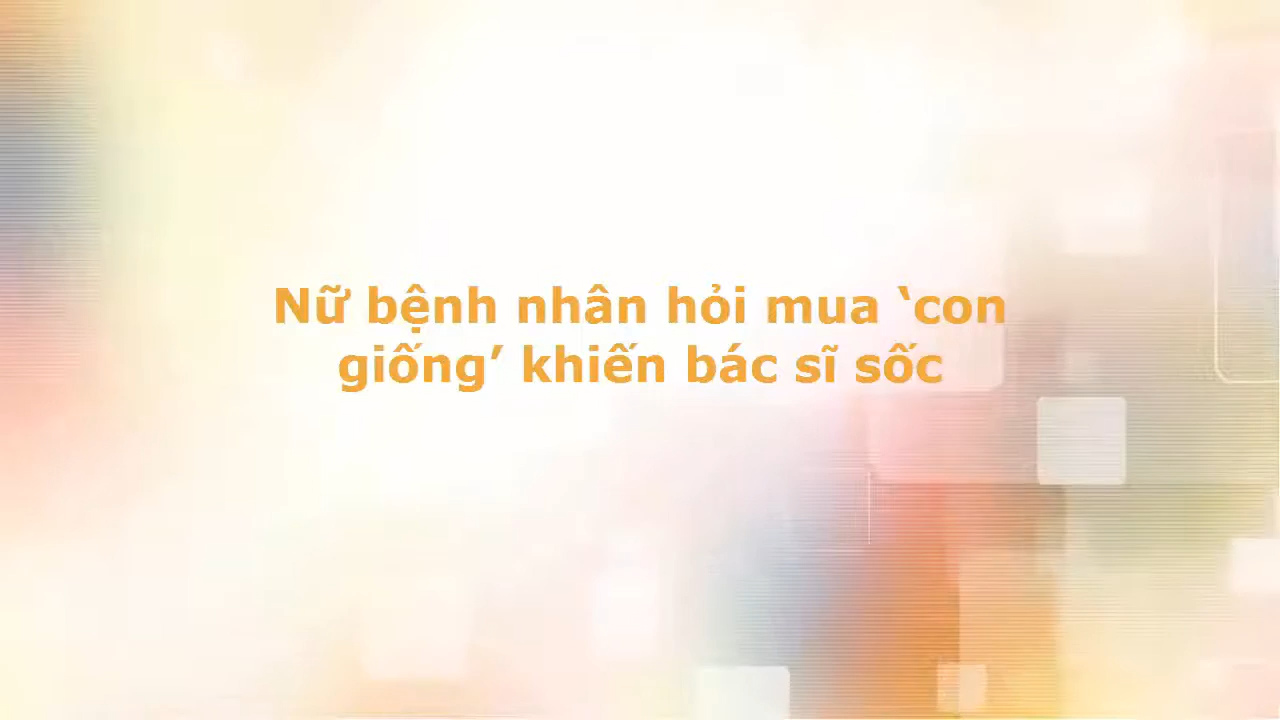 Nữ bệnh nhân hỏi mua ‘con
giống’ khiến bác sĩ sốc